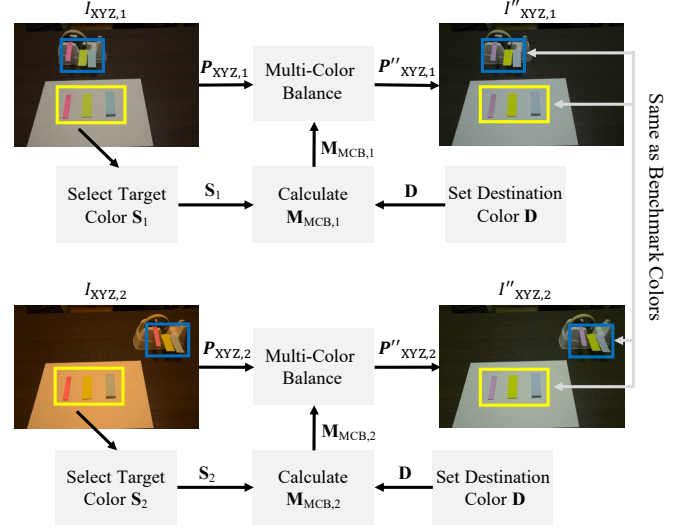 I_XYZ,1
I''_XYZ,1
P_XYZ,1
Multi-Color
Balance
P''_XYZ,1
M_MCB,1
Select Target
Color S_1
S_1
Calculate
M_MCB,1
D
Set Destination
Color D
Same as Benchmark Colors
I_XYZ,2
I''_XYZ,2
P_XYZ,2
Multi-Color
Balance
P''_XYZ,2
M_MCB,2
Select Target
Color S_2
S_2
Calculate
M_MCB,2
D
Set Destination
Color D